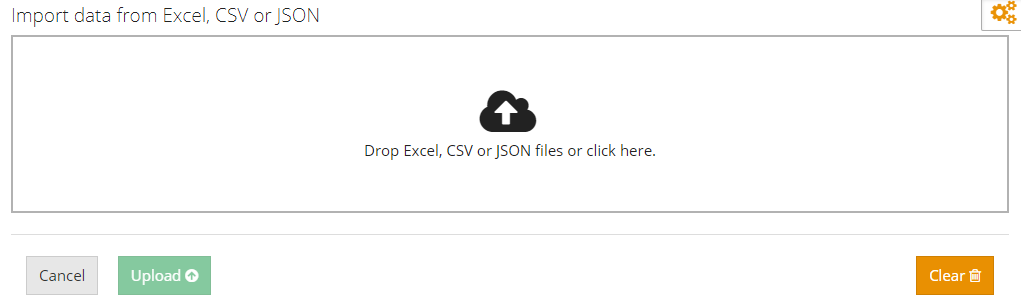 Import data from Excel, CSV or JSON
Drop Excel, CSV or JSON files or click here.
Cancel Upload Clear